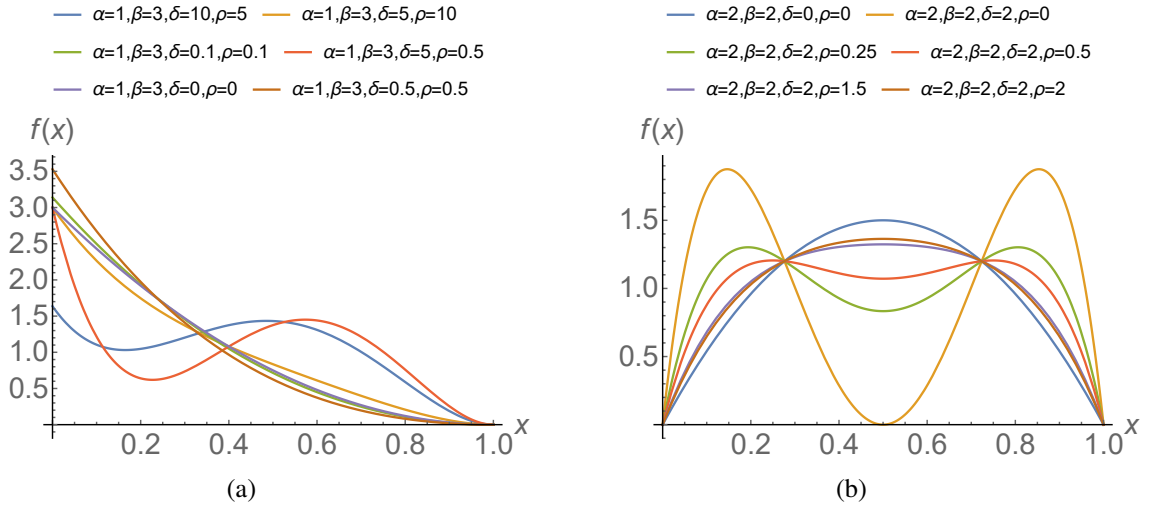 α=1,β=3,δ=10,ρ=5 α=1,β=3,δ=5,ρ=10
α=1,β=3,δ=0.1,ρ=0.1 α=1,β=3,δ=5,ρ=0.5
α=1,β=3,δ=0,ρ=0 α=1,β=3,δ=0.5,ρ=0.5
f(x)
3.5
3.0
2.5
2.0
1.5
1.0
0.5
0.2 0.4 0.6 0.8 1.0
x
(a)
α=2,β=2,δ=0,ρ=0 α=2,β=2,δ=2,ρ=0
α=2,β=2,δ=2,ρ=0.25 α=2,β=2,δ=2,ρ=0.5
α=2,β=2,δ=2,ρ=1.5 α=2,β=2,δ=2,ρ=2
f(x)
1.5
1.0
0.5
0.2 0.4 0.6 0.8 1.0
x
(b)